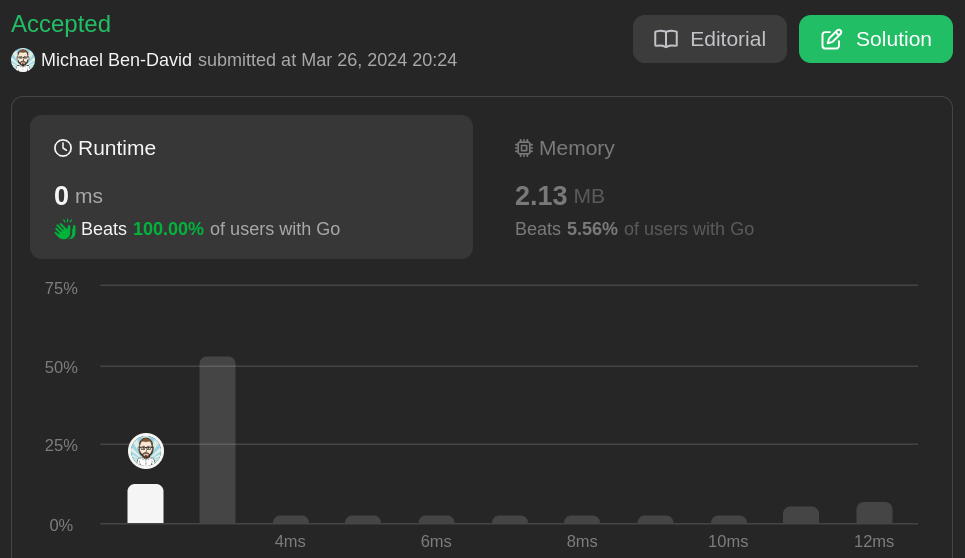 Accepted
Editorial
Solution
Michael Ben-David submitted at Mar 26, 2024 20:24
Runtime
0 ms
Beats 100.00% of users with Go
Memory
2.13 MB
Beats 5.56% of users with Go
75%
50%
25%
0%
4ms 6ms 8ms 10ms 12ms